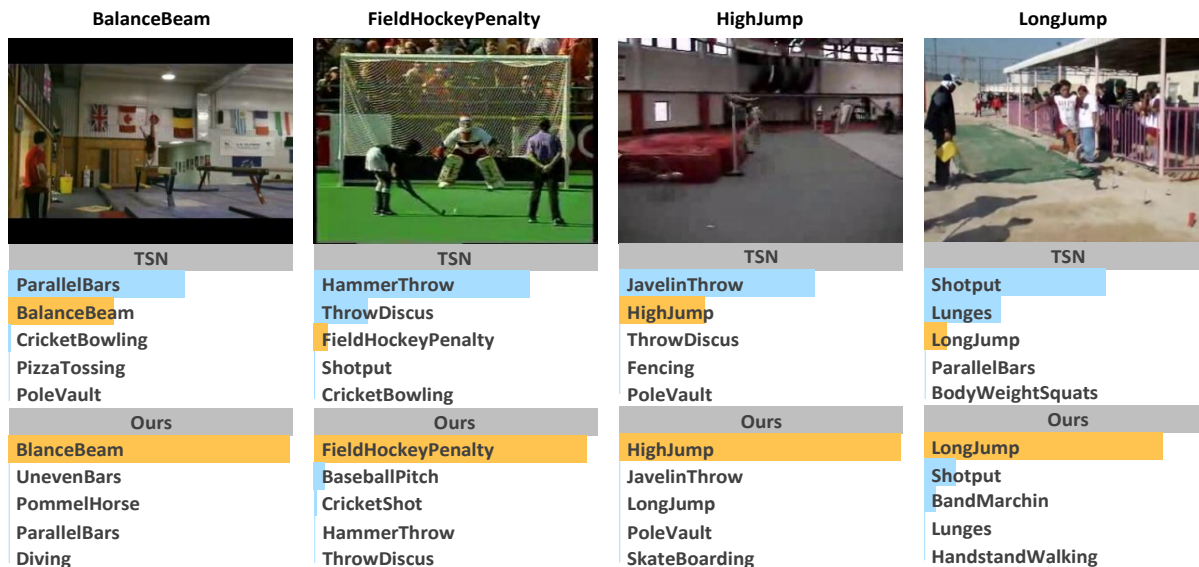 BalanceBeam
FieldHockeyPenalty
HighJump
LongJump
TSN
TSN
TSN
TSN
ParallelBars
BalanceBeam
CricketBowling
PizzaTossing
PoleVault
HammerThrow
ThrowDiscus
FieldHockeyPenalty
Shotput
CricketBowling
JavelinThrow
HighJump
ThrowDiscus
Fencing
PoleVault
Shotput
Lunges
LongJump
ParallelBars
BodyWeightSquats
Ours
Ours
Ours
Ours
BlanceBeam
UnevenBars
PommelHorse
ParallelBars
Diving
FieldHockeyPenalty
BaseballPitch
CricketShot
HammerThrow
ThrowDiscus
HighJump
JavelinThrow
LongJump
PoleVault
SkateBoarding
LongJump
Shotput
BandMarchin
Lunges
HandstandWalking